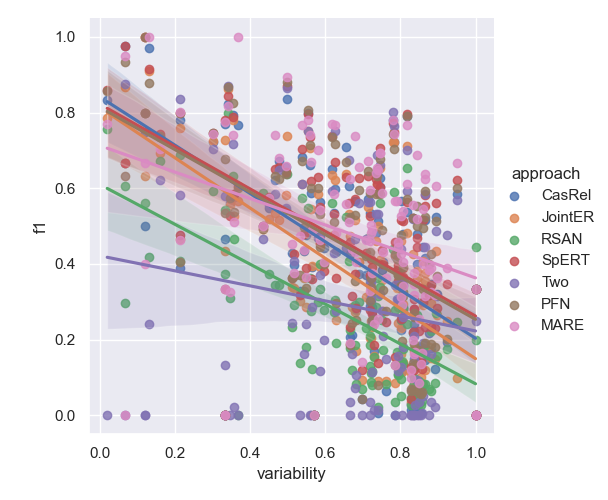 1.0
0.8
0.6
0.4
0.2
0.0
f1
0.0 0.2 0.4 0.6 0.8 1.0
variability
approach
CasRel
JointER
RSAN
SpERT
Two
PFN
MARE